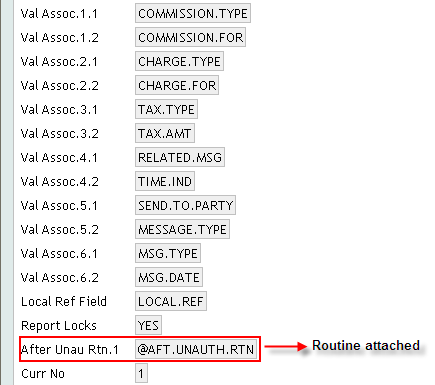 Val Assoc.1.1 COMMISSION.TYPE
Val Assoc.1.2 COMMISSION.FOR
Val Assoc.2.1 CHARGE.TYPE
Val Assoc.2.2 CHARGE.FOR
Val Assoc.3.1 TAX.TYPE
Val Assoc.3.2 TAX.AMT
Val Assoc.4.1 RELATED.MSG
Val Assoc.4.2 TIME.IND
Val Assoc.5.1 SEND.TO.PARTY
Val Assoc.5.2 MESSAGE.TYPE
Val Assoc.6.1 MSG.TYPE
Val Assoc.6.2 MSG.DATE
Local Ref Field LOCAL.REF
Report Locks YES
After Unau Rtn.1 @AFT.UNAUTH.RTN Routine attached
Curr No 1